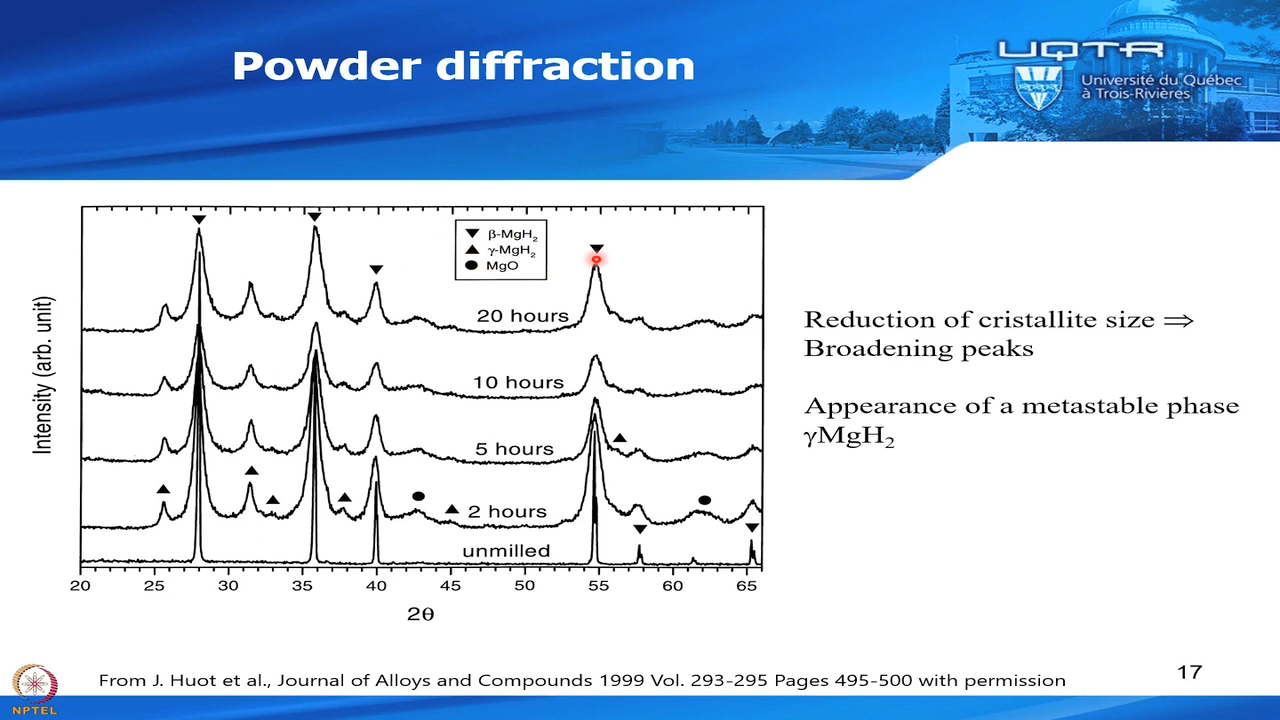 Powder diffraction
UQTR
Université du Québec
à Trois-Rivières
β-MgH₂
γ-MgH₂
MgO
Intensity (arb. unit)
20 hours
10 hours
5 hours
2 hours
unmilled
20 25 30 35 40 45 50 55 60 65
2θ
Reduction of cristallite size ⇒
Broadening peaks
Appearance of a metastable phase
γMgH₂
From J. Huot et al., Journal of Alloys and Compounds 1999 Vol. 293-295 Pages 495-500 with permission
17
NPTEL